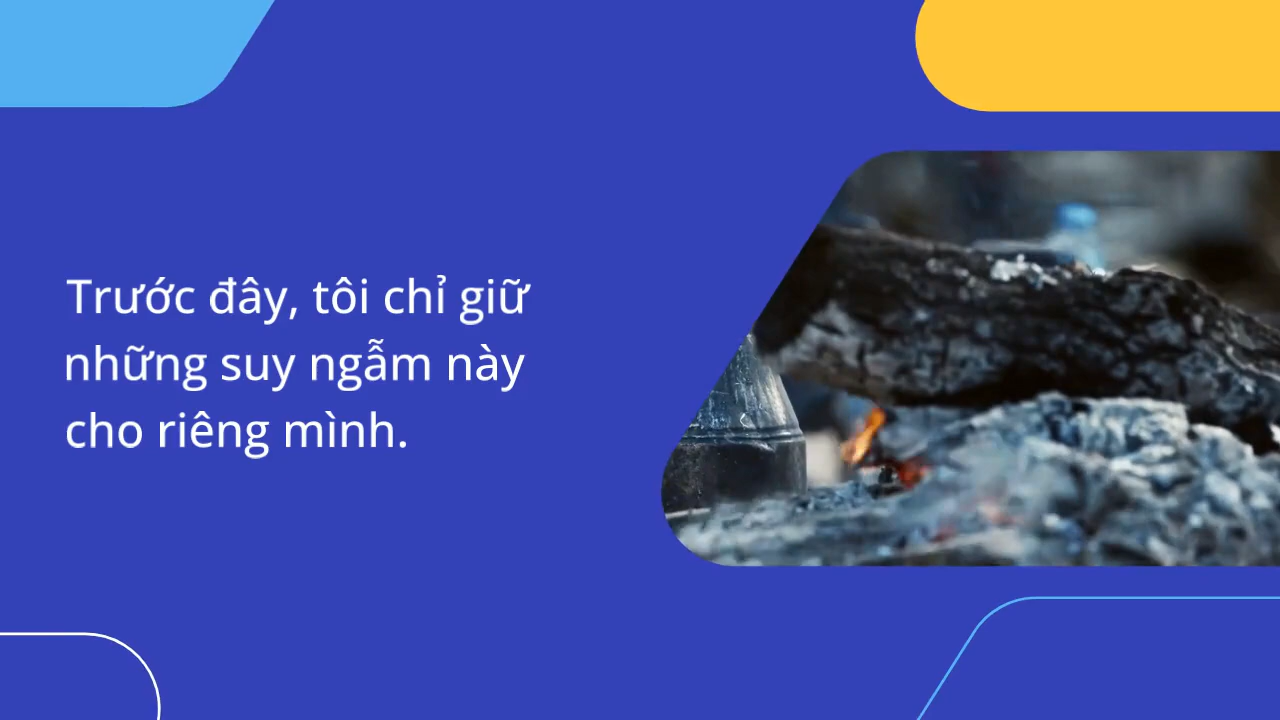 Trước đây, tôi chỉ giữ
những suy ngẫm này
cho riêng mình.